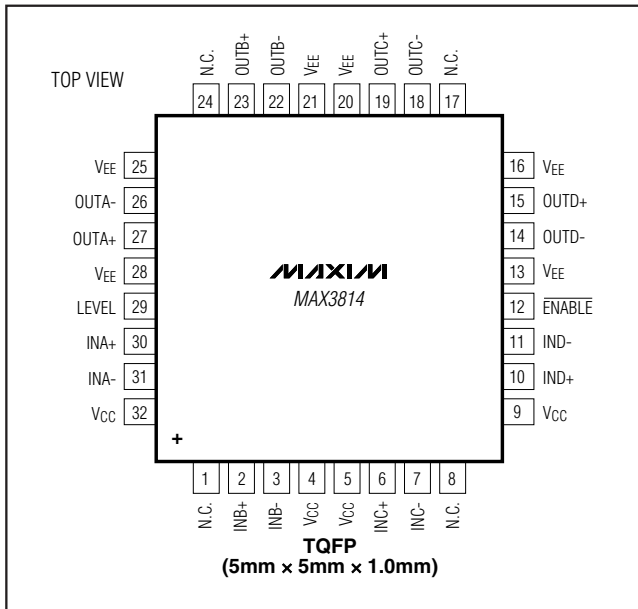 TOP VIEW
N.C. OUTB+ OUTB- VEE VEE OUTC+ OUTC- N.C.
24 23 22 21 20 19 18 17
VEE 25
OUTA- 26
OUTA+ 27
VEE 28
LEVEL 29
INA+ 30
INA- 31
VCC 32
MAXIM
MAX3814
16 VEE
15 OUTD+
14 OUTD-
13 VEE
12 ENABLE
11 IND-
10 IND+
9 VCC
+
1 2 3 4 5 6 7 8
N.C. INB+ INB- VCC VCC INC+ INC- N.C.
TQFP
(5mm × 5mm × 1.0mm)